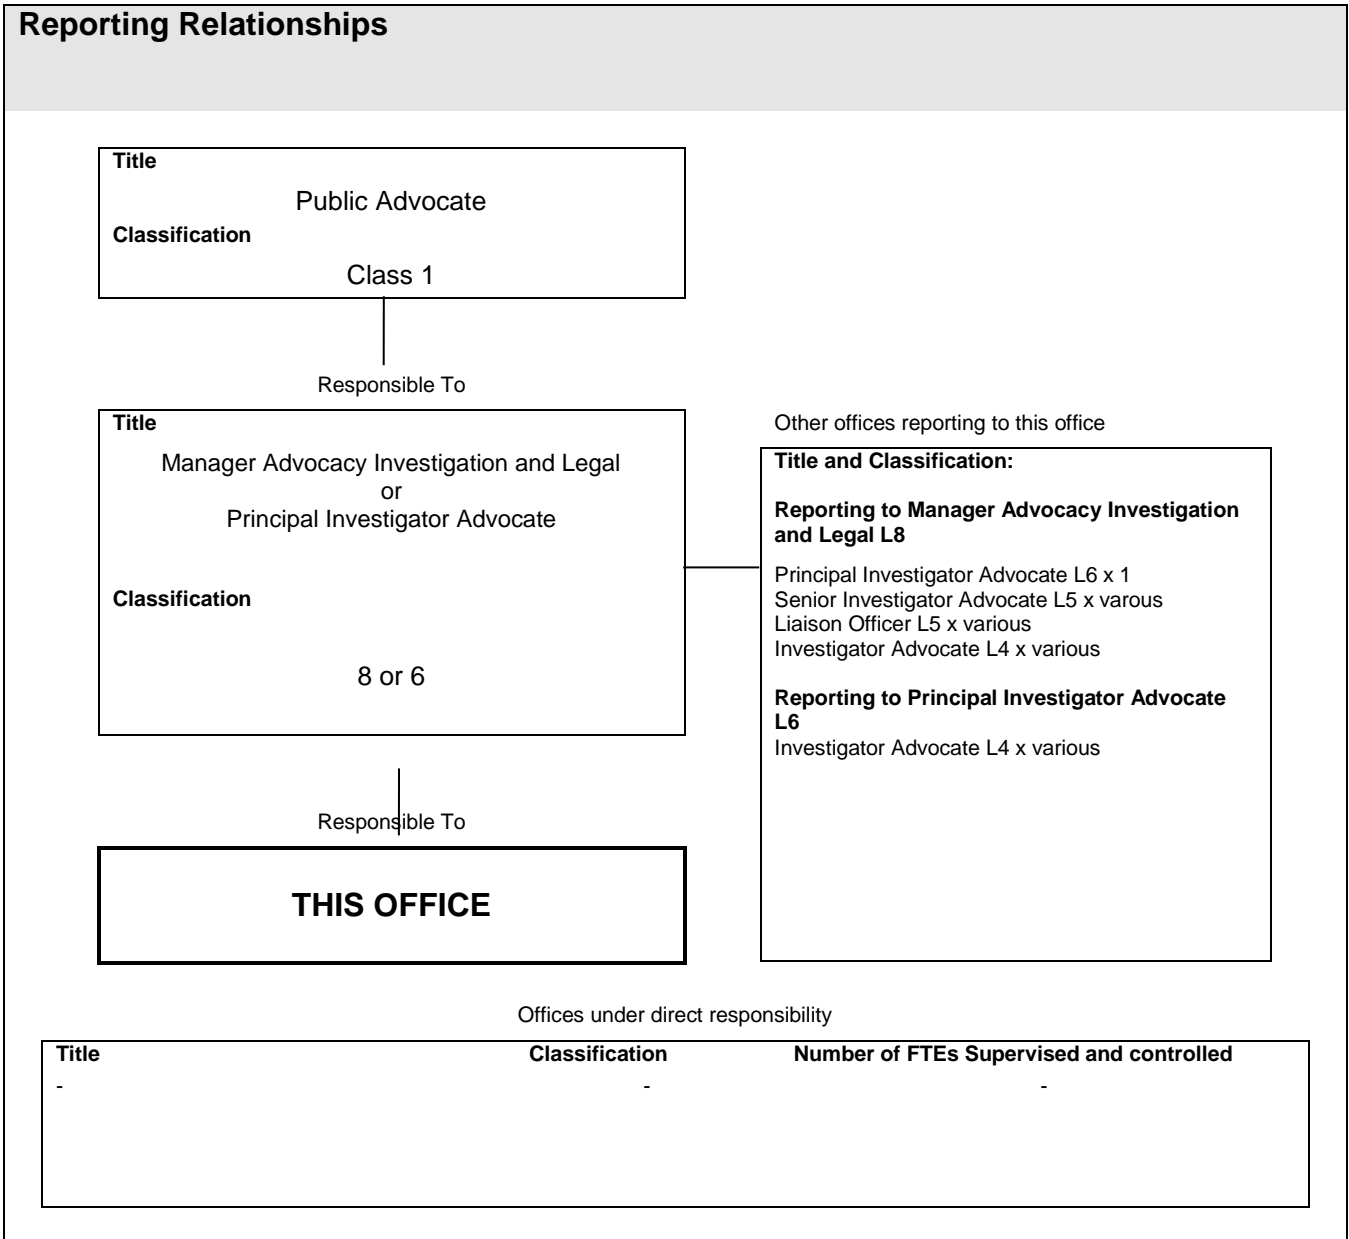 Reporting Relationships
Title
Public Advocate
Classification
Class 1
Responsible To
Title
Manager Advocacy Investigation and Legal
or
Principal Investigator Advocate
Classification
8 or 6
Other offices reporting to this office
Title and Classification:
Reporting to Manager Advocacy Investigation
and Legal L8
Principal Investigator Advocate L6 x 1
Senior Investigator Advocate L5 x varous
Liaison Officer L5 x various
Investigator Advocate L4 x various
Reporting to Principal Investigator Advocate
L6
Investigator Advocate L4 x various
Responsible To
THIS OFFICE
Offices under direct responsibility
Title Classification Number of FTEs Supervised and controlled
- - -